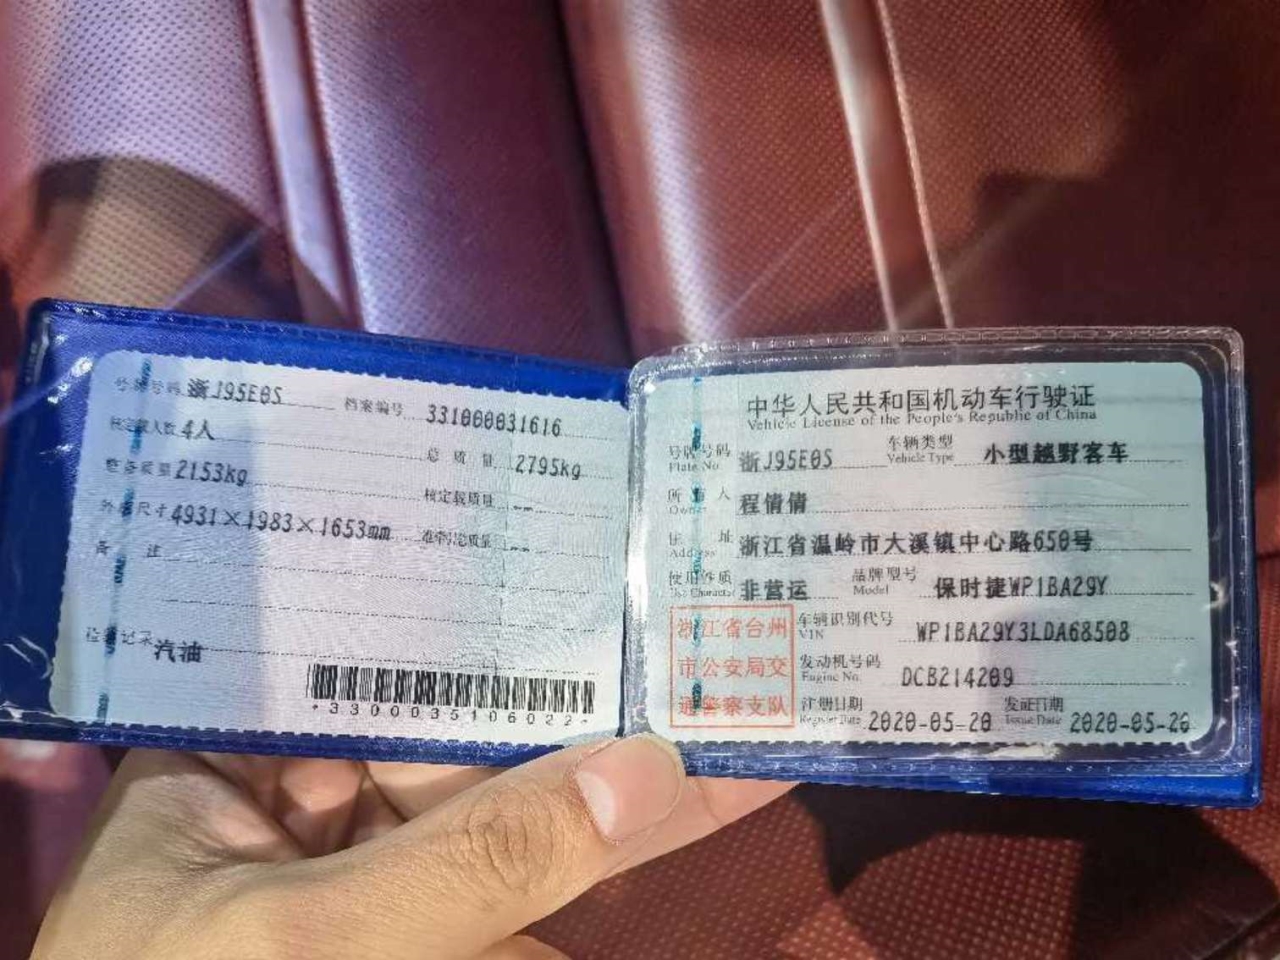 号牌号码 浙J95E0S 档案编号 331000031616
核定载人数 4人 总质量 2795kg
整备质量 2153kg 核定载质量 --
外廓尺寸 4931×1983×1653mm 准牵引总质量 --
备 注
检验记录 汽油
*3300035106022*
中华人民共和国机动车行驶证
Vehicle License of the People's Republic of China
号牌号码 浙J95E0S 车辆类型 小型越野客车
Plate No. Vehicle Type
所有人 程倩倩
Owner
住 址 浙江省温岭市大溪镇中心路650号
Address
使用性质 非营运 品牌型号 保时捷WP1BA29Y
Use Character Model
浙江省台州
市公安局交
通警察支队
车辆识别代号 WP1BA29Y3LDA68508
VIN
发动机号码 DCB214209
Engine No.
注册日期 2020-05-20 发证日期 2020-05-20
Register Date Issue Date